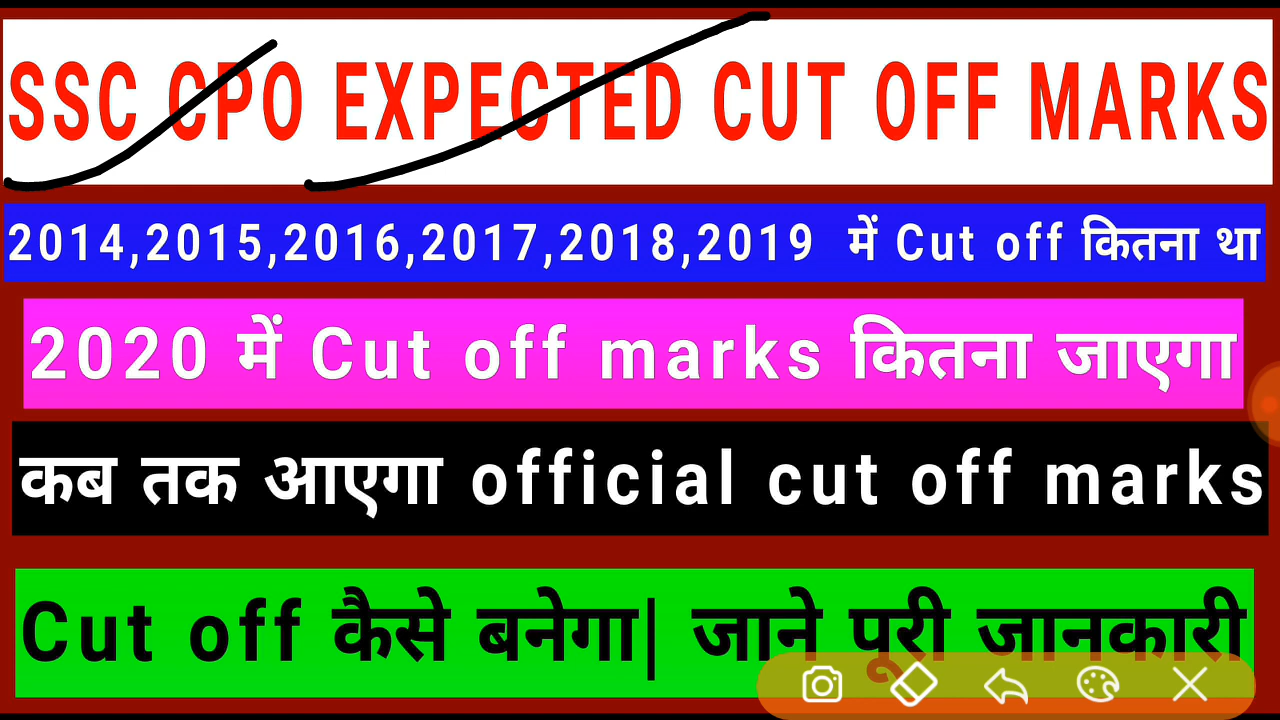 SSC CPO EXPECTED CUT OFF MARKS
2014,2015,2016,2017,2018,2019 में Cut off कितना था
2020 में Cut off marks कितना जाएगा
कब तक आएगा official cut off marks
Cut off कैसे बनेगा| जाने पूरी जानकारी